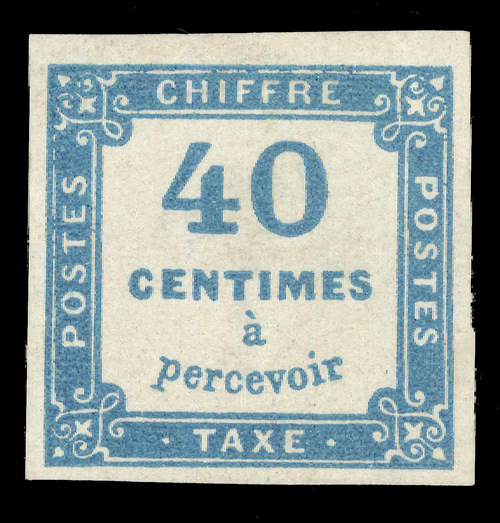 CHIFFRE
POSTES
40
CENTIMES
à
percevoir
POSTES
· TAXE ·